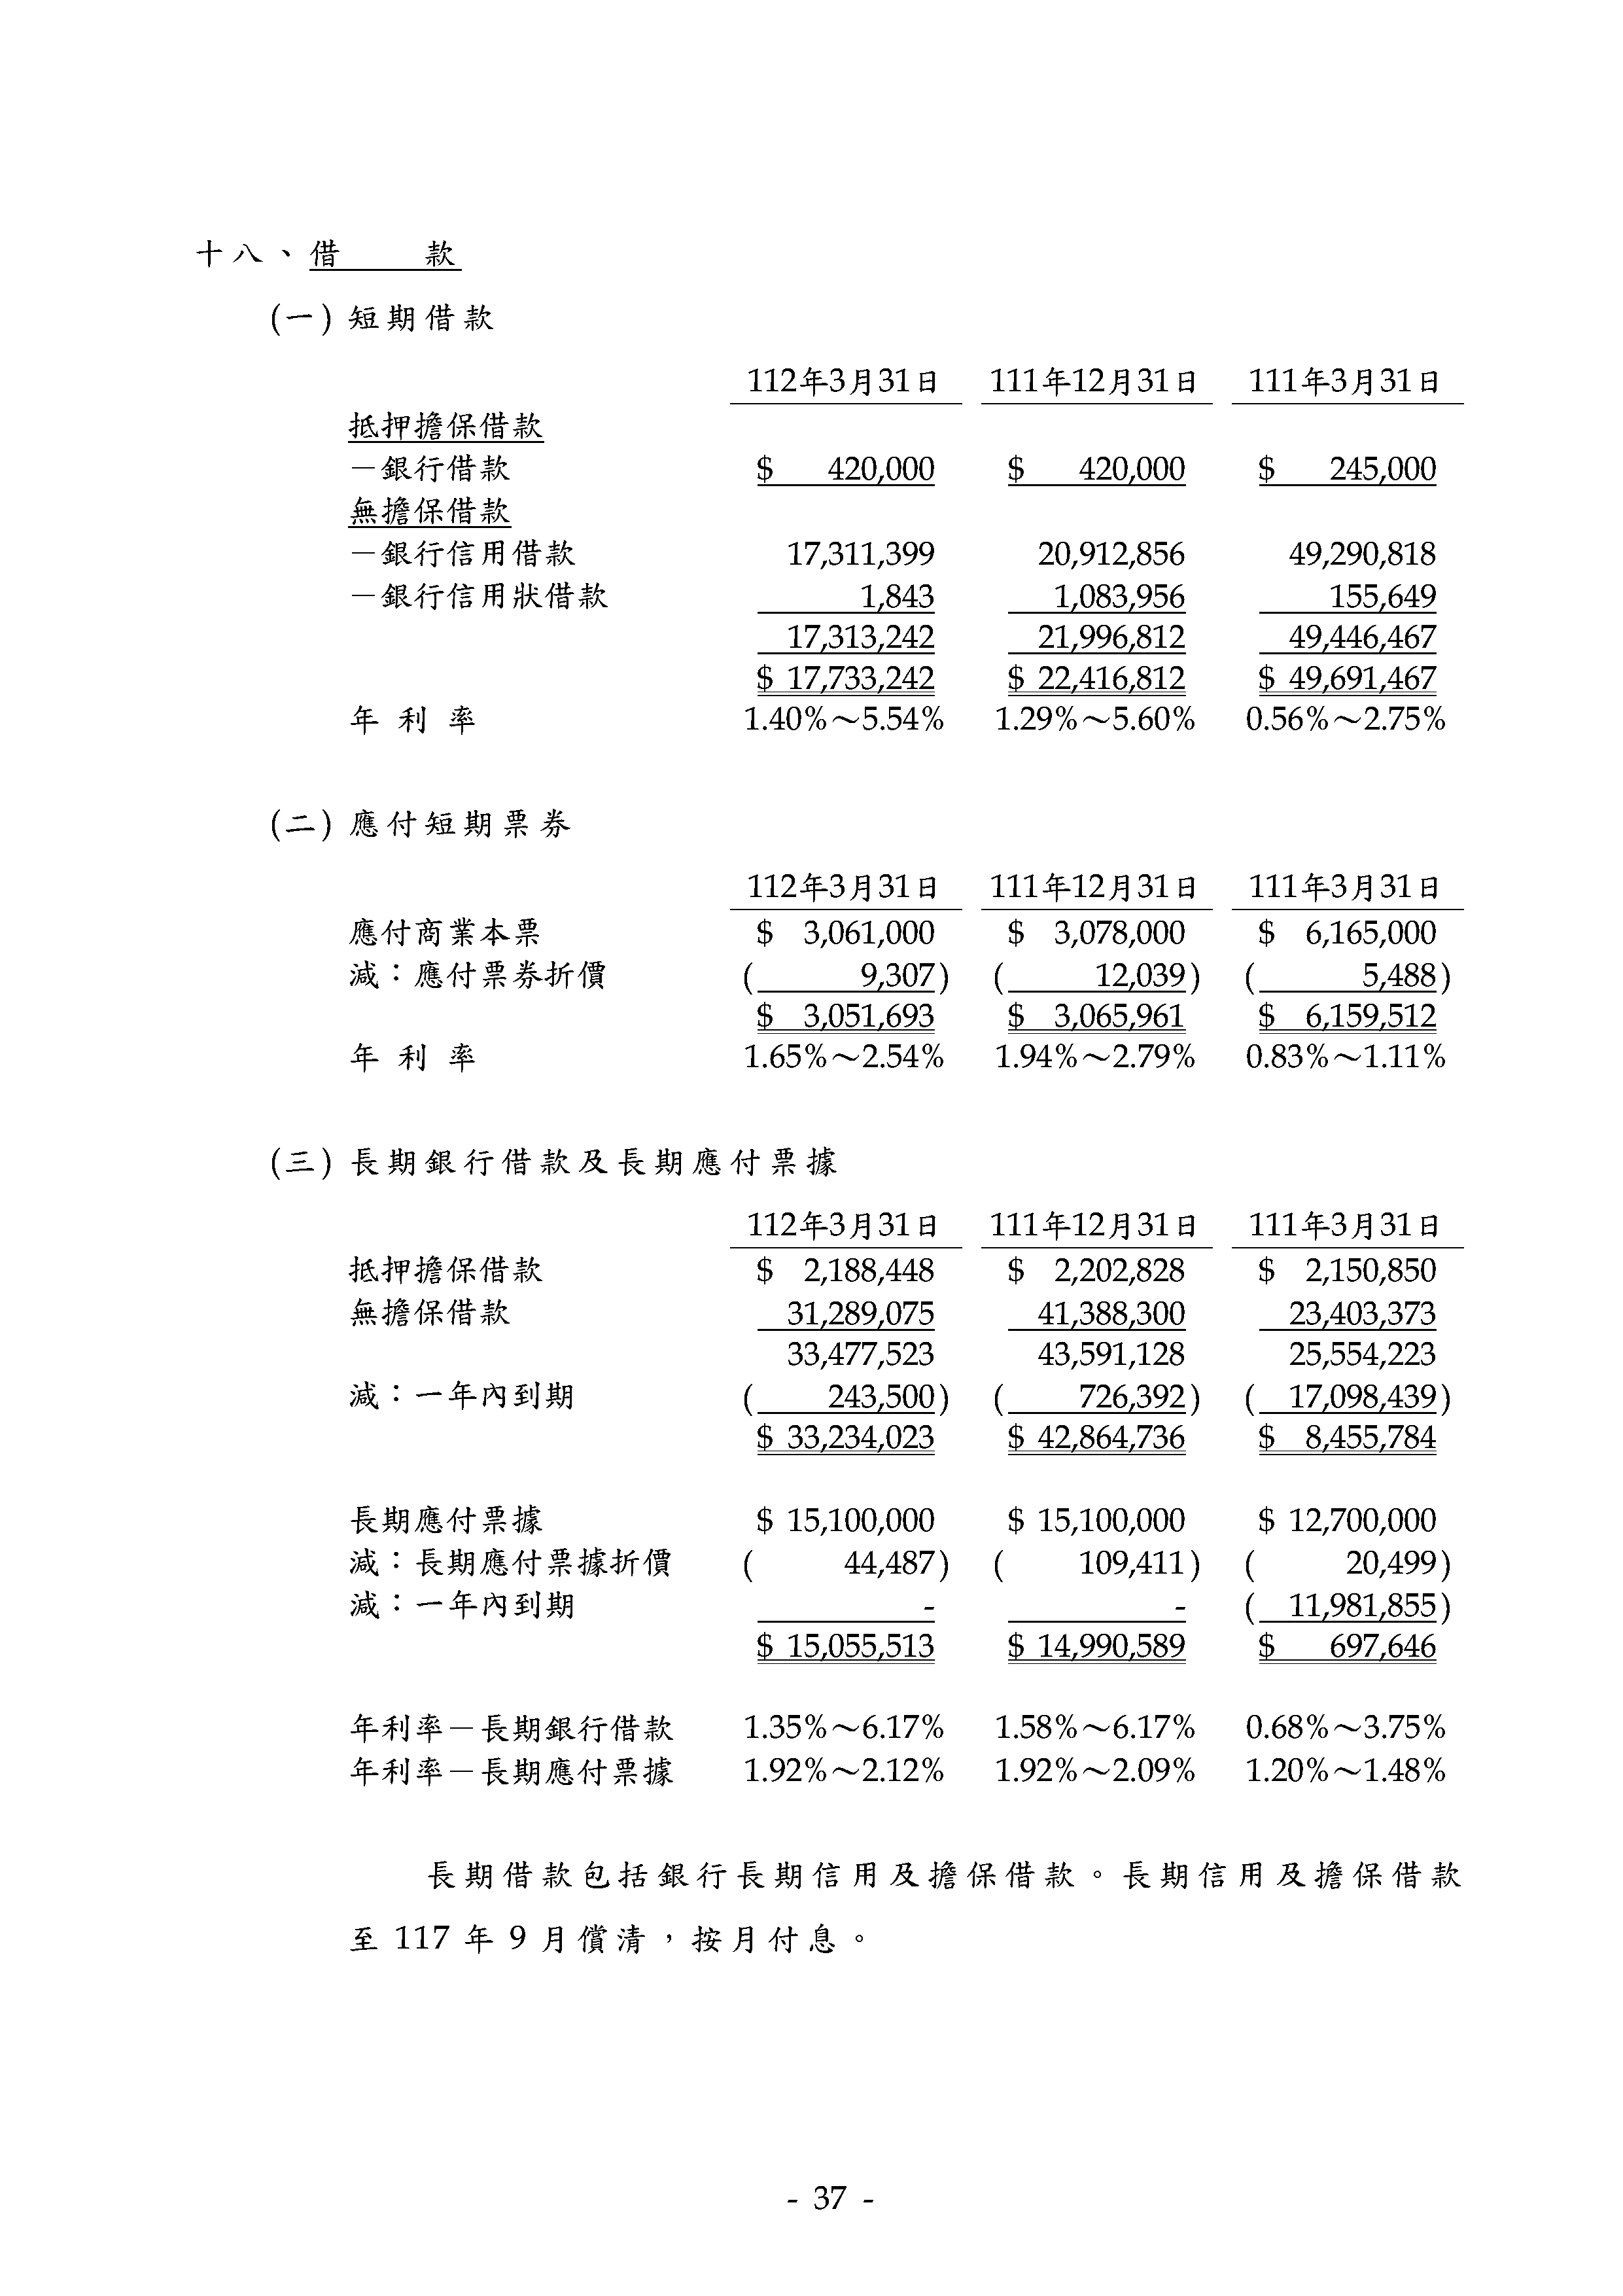 十八、借　　款
(一) 短期借款
112年3月31日 111年12月31日 111年3月31日
抵押擔保借款
－銀行借款 $ 420,000 $ 420,000 $ 245,000
無擔保借款
－銀行信用借款 17,311,399 20,912,856 49,290,818
－銀行信用狀借款 1,843 1,083,956 155,649
17,313,242 21,996,812 49,446,467
$ 17,733,242 $ 22,416,812 $ 49,691,467
年 利 率 1.40%～5.54% 1.29%～5.60% 0.56%～2.75%
(二) 應付短期票券
112年3月31日 111年12月31日 111年3月31日
應付商業本票 $ 3,061,000 $ 3,078,000 $ 6,165,000
減：應付票券折價 ( 9,307) ( 12,039) ( 5,488)
$ 3,051,693 $ 3,065,961 $ 6,159,512
年 利 率 1.65%～2.54% 1.94%～2.79% 0.83%～1.11%
(三) 長期銀行借款及長期應付票據
112年3月31日 111年12月31日 111年3月31日
抵押擔保借款 $ 2,188,448 $ 2,202,828 $ 2,150,850
無擔保借款 31,289,075 41,388,300 23,403,373
33,477,523 43,591,128 25,554,223
減：一年內到期 ( 243,500) ( 726,392) ( 17,098,439)
$ 33,234,023 $ 42,864,736 $ 8,455,784
長期應付票據 $ 15,100,000 $ 15,100,000 $ 12,700,000
減：長期應付票據折價 ( 44,487) ( 109,411) ( 20,499)
減：一年內到期 - - ( 11,981,855)
$ 15,055,513 $ 14,990,589 $ 697,646
年利率－長期銀行借款 1.35%～6.17% 1.58%～6.17% 0.68%～3.75%
年利率－長期應付票據 1.92%～2.12% 1.92%～2.09% 1.20%～1.48%
長期借款包括銀行長期信用及擔保借款。長期信用及擔保借款
至 117 年 9 月償清，按月付息。
- 37 -